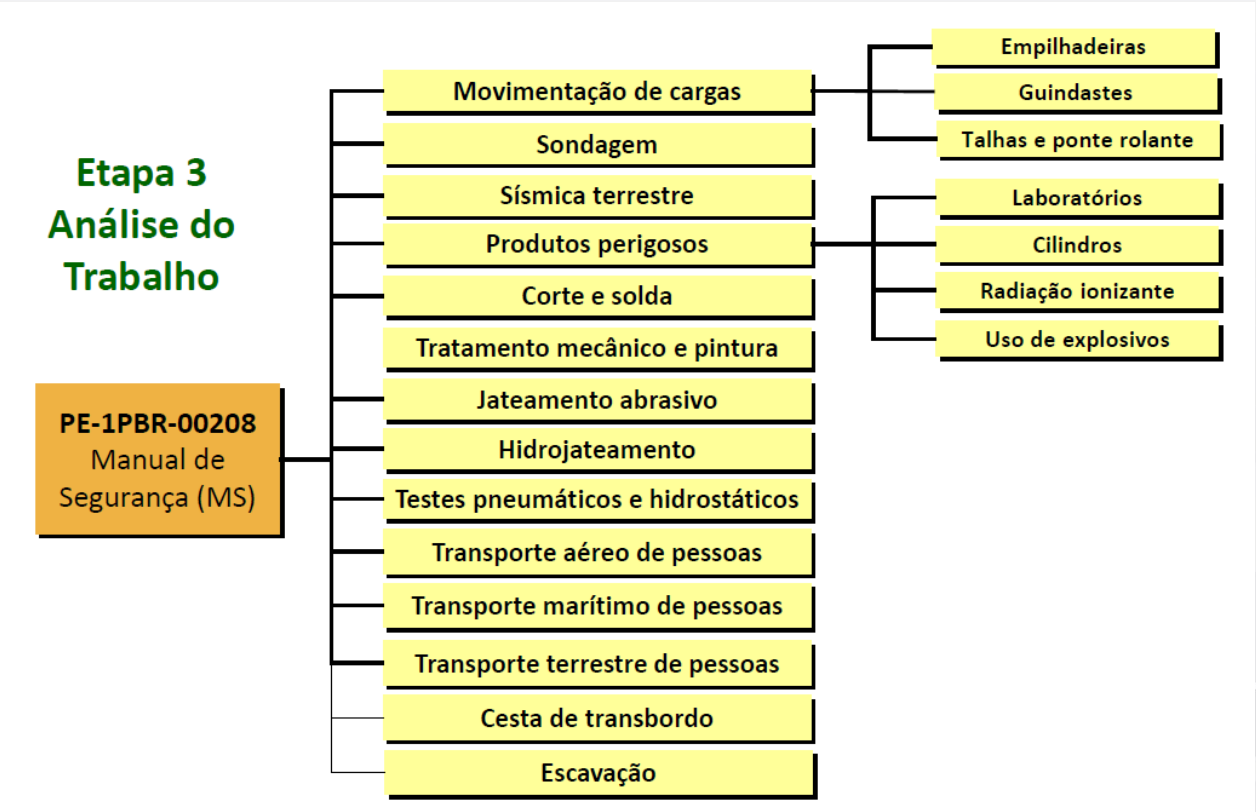 Etapa 3
Análise do
Trabalho
PE-1PBR-00208
Manual de
Segurança (MS)
Movimentação de cargas
Sondagem
Sísmica terrestre
Produtos perigosos
Corte e solda
Tratamento mecânico e pintura
Jateamento abrasivo
Hidrojateamento
Testes pneumáticos e hidrostáticos
Transporte aéreo de pessoas
Transporte marítimo de pessoas
Transporte terrestre de pessoas
Cesta de transbordo
Escavação
Empilhadeiras
Guindastes
Talhas e ponte rolante
Laboratórios
Cilindros
Radiação ionizante
Uso de explosivos